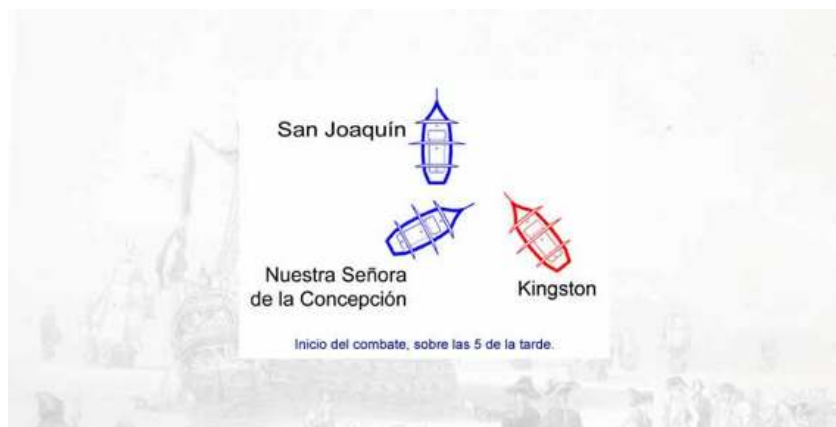 San Joaquín
Nuestra Señora
de la Concepción
Kingston
Inicio del combate, sobre las 5 de la tarde.